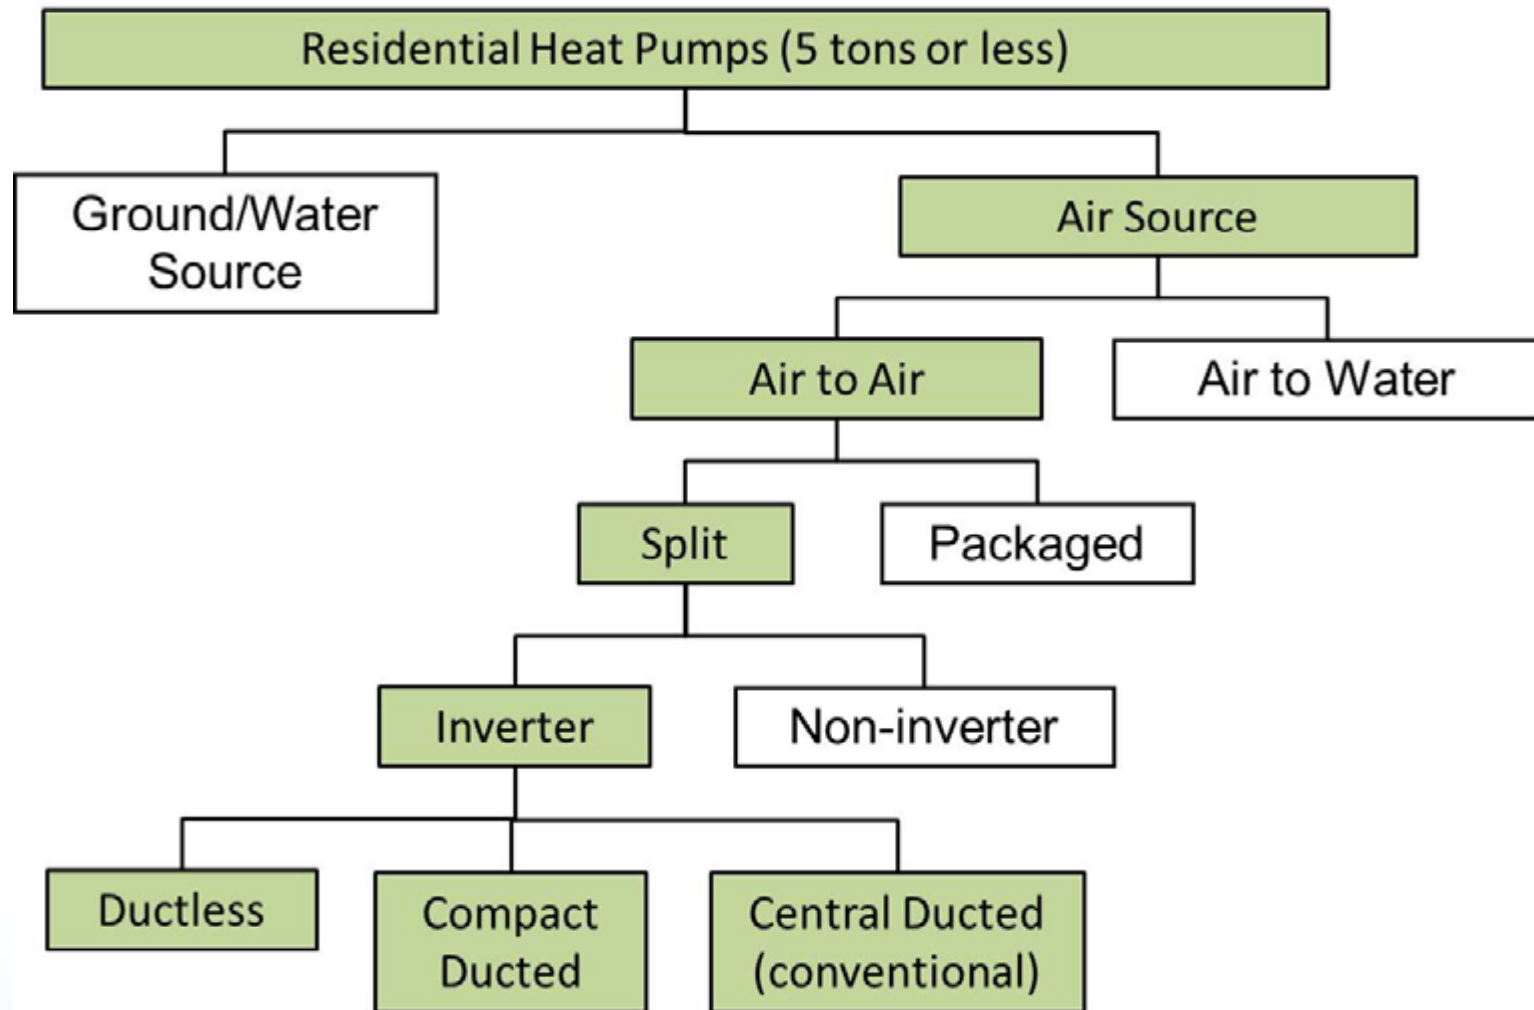 Residential Heat Pumps (5 tons or less)
Ground/Water
Source
Air Source
Air to Air
Air to Water
Split
Packaged
Inverter
Non-inverter
Ductless
Compact
Ducted
Central Ducted
(conventional)